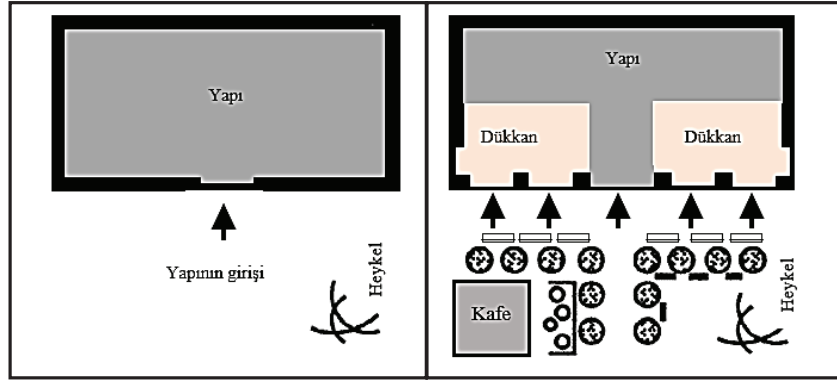 Yapı
Yapının girişi
Heykel
Yapı
Dükkan
Dükkan
Kafe
Heykel